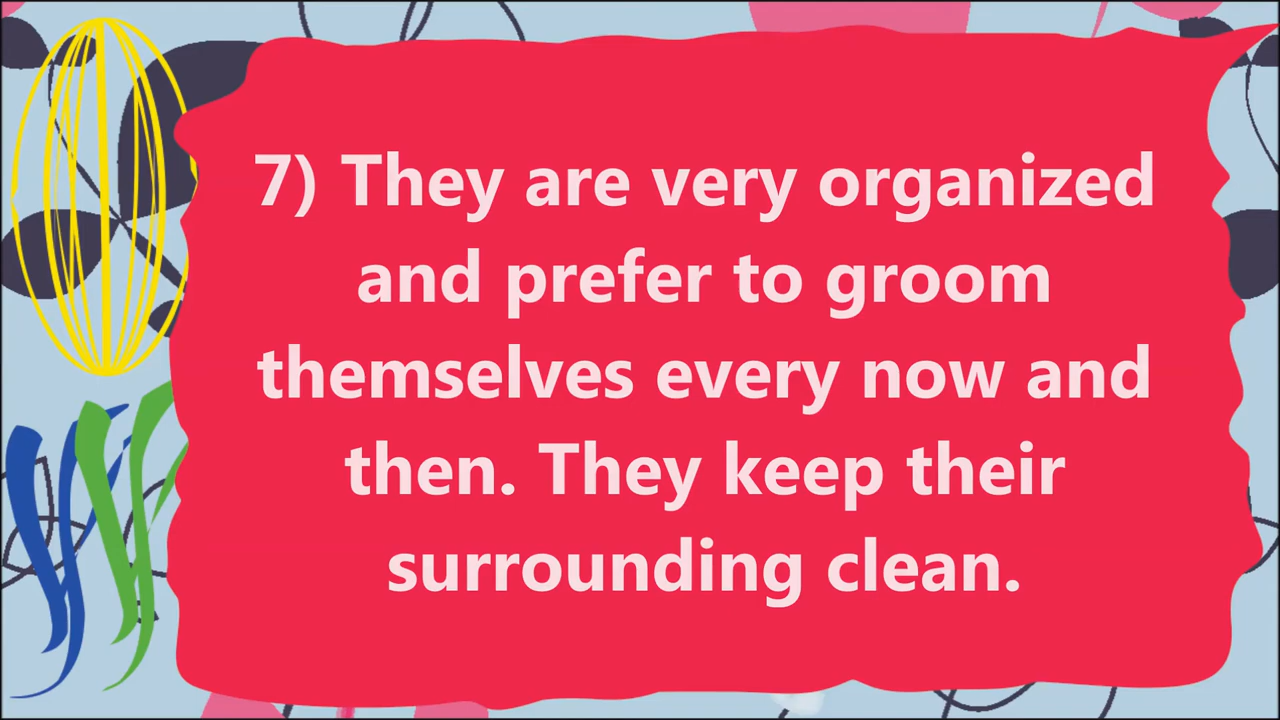 7) They are very organized
and prefer to groom
themselves every now and
then. They keep their
surrounding clean.